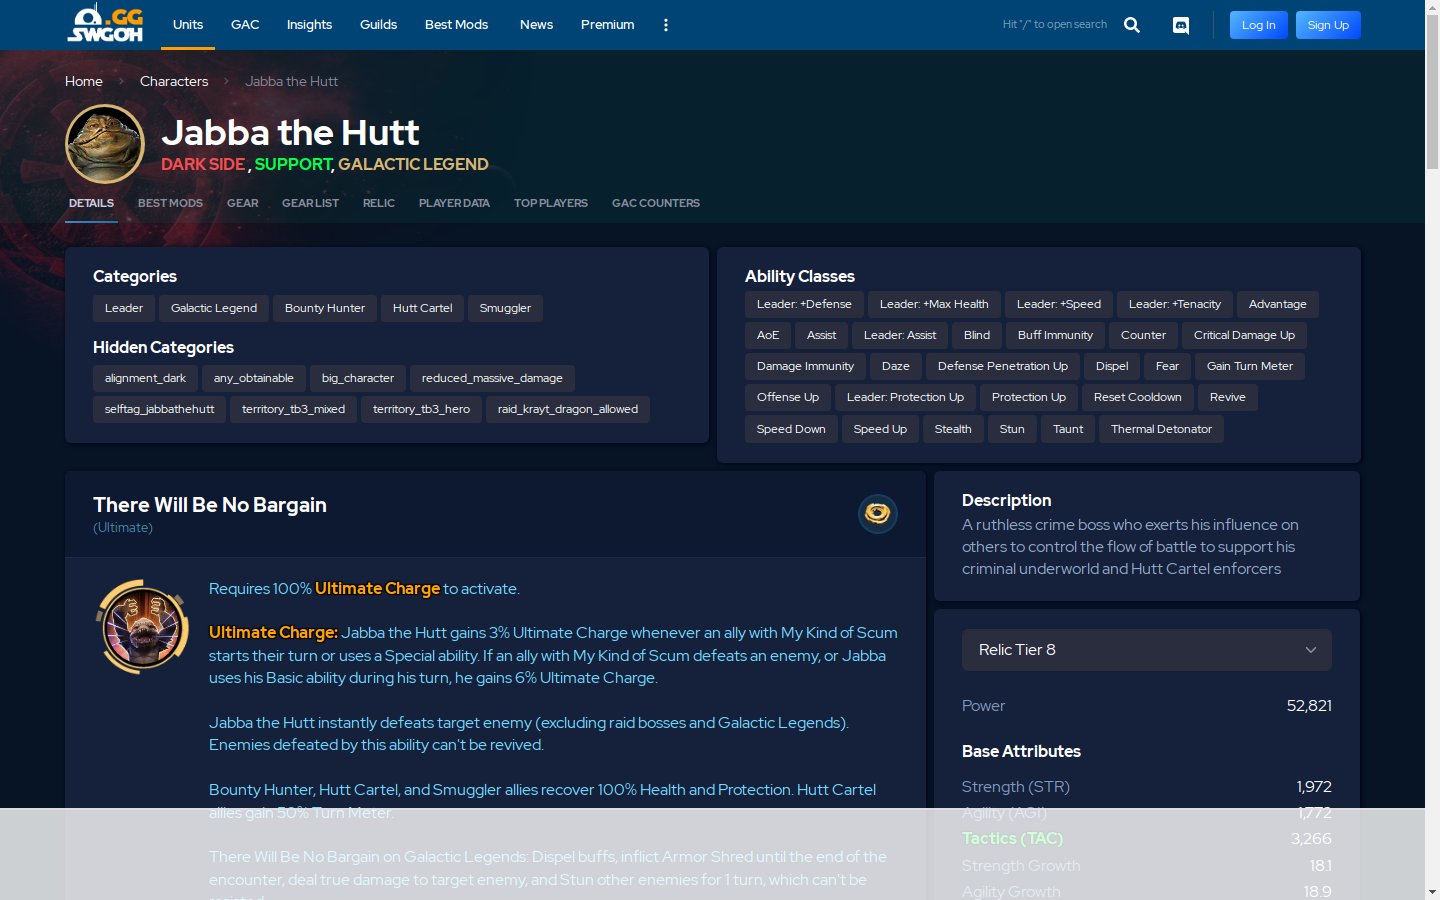 .GG
SWGOH
Units
GAC
Insights
Guilds
Best Mods
News
Premium
Hit "/" to open search
Log In
Sign Up
Home
Characters
Jabba the Hutt
Jabba the Hutt
DARK SIDE , SUPPORT, GALACTIC LEGEND
DETAILS
BEST MODS
GEAR
GEAR LIST
RELIC
PLAYER DATA
TOP PLAYERS
GAC COUNTERS
Categories
Leader
Galactic Legend
Bounty Hunter
Hutt Cartel
Smuggler
Hidden Categories
alignment_dark
any_obtainable
big_character
reduced_massive_damage
selftag_jabbathehutt
territory_tb3_mixed
territory_tb3_hero
raid_krayt_dragon_allowed
Ability Classes
Leader: +Defense
Leader: +Max Health
Leader: +Speed
Leader: +Tenacity
Advantage
AoE
Assist
Leader: Assist
Blind
Buff Immunity
Counter
Critical Damage Up
Damage Immunity
Daze
Defense Penetration Up
Dispel
Fear
Gain Turn Meter
Offense Up
Leader: Protection Up
Protection Up
Reset Cooldown
Revive
Speed Down
Speed Up
Stealth
Stun
Taunt
Thermal Detonator
There Will Be No Bargain
(Ultimate)
Requires 100% Ultimate Charge to activate.
Ultimate Charge: Jabba the Hutt gains 3% Ultimate Charge whenever an ally with My Kind of Scum
starts their turn or uses a Special ability. If an ally with My Kind of Scum defeats an enemy, or Jabba
uses his Basic ability during his turn, he gains 6% Ultimate Charge.
Jabba the Hutt instantly defeats target enemy (excluding raid bosses and Galactic Legends).
Enemies defeated by this ability can't be revived.
Bounty Hunter, Hutt Cartel, and Smuggler allies recover 100% Health and Protection. Hutt Cartel
allies gain 50% Turn Meter.
There Will Be No Bargain on Galactic Legends: Dispel buffs, inflict Armor Shred until the end of the
encounter, deal true damage to target enemy, and Stun other enemies for 1 turn, which can't be
resisted.
Description
A ruthless crime boss who exerts his influence on
others to control the flow of battle to support his
criminal underworld and Hutt Cartel enforcers
Relic Tier 8
Power 52,821
Base Attributes
Strength (STR) 1,972
Agility (AGI) 1,772
Tactics (TAC) 3,266
Strength Growth 18.1
Agility Growth 18.9